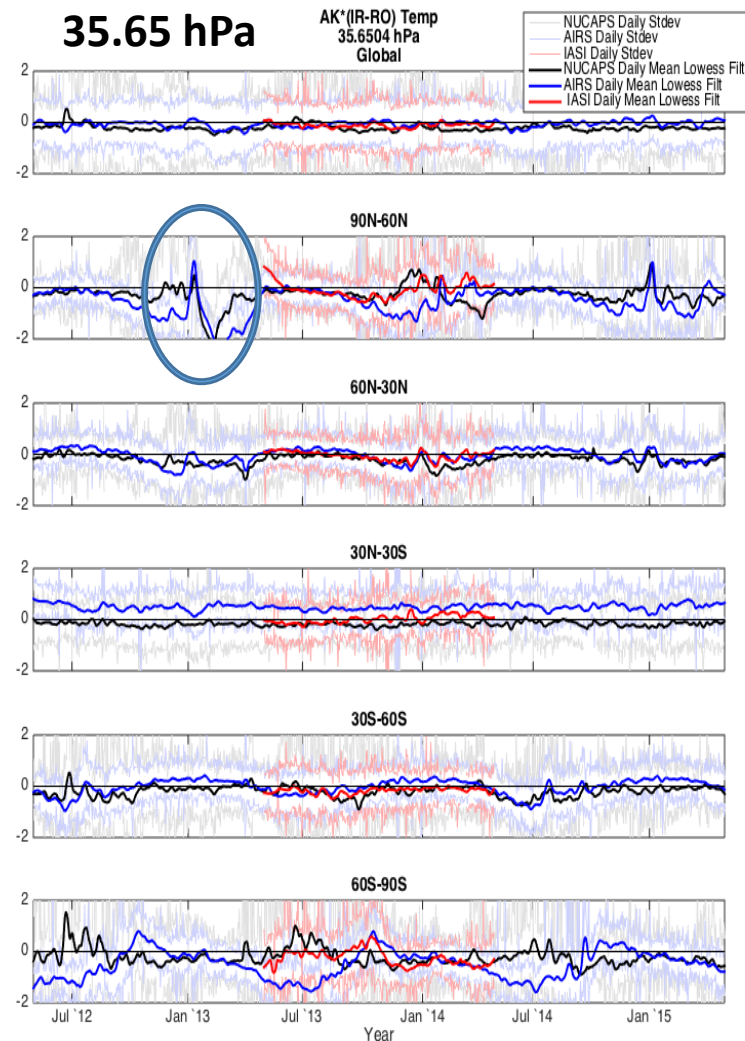 35.65 hPa
AK*(IR-RO) Temp
35.6504 hPa
Global
NUCAPS Daily Stdev
AIRS Daily Stdev
IASI Daily Stdev
NUCAPS Daily Mean Lowess Filt
AIRS Daily Mean Lowess Filt
IASI Daily Mean Lowess Filt
2
0
-2
90N-60N
2
0
-2
60N-30N
2
0
-2
30N-30S
2
0
-2
30S-60S
2
0
-2
60S-90S
2
0
-2
Jul '12 Jan '13 Jul '13 Jan '14 Jul '14 Jan '15
Year